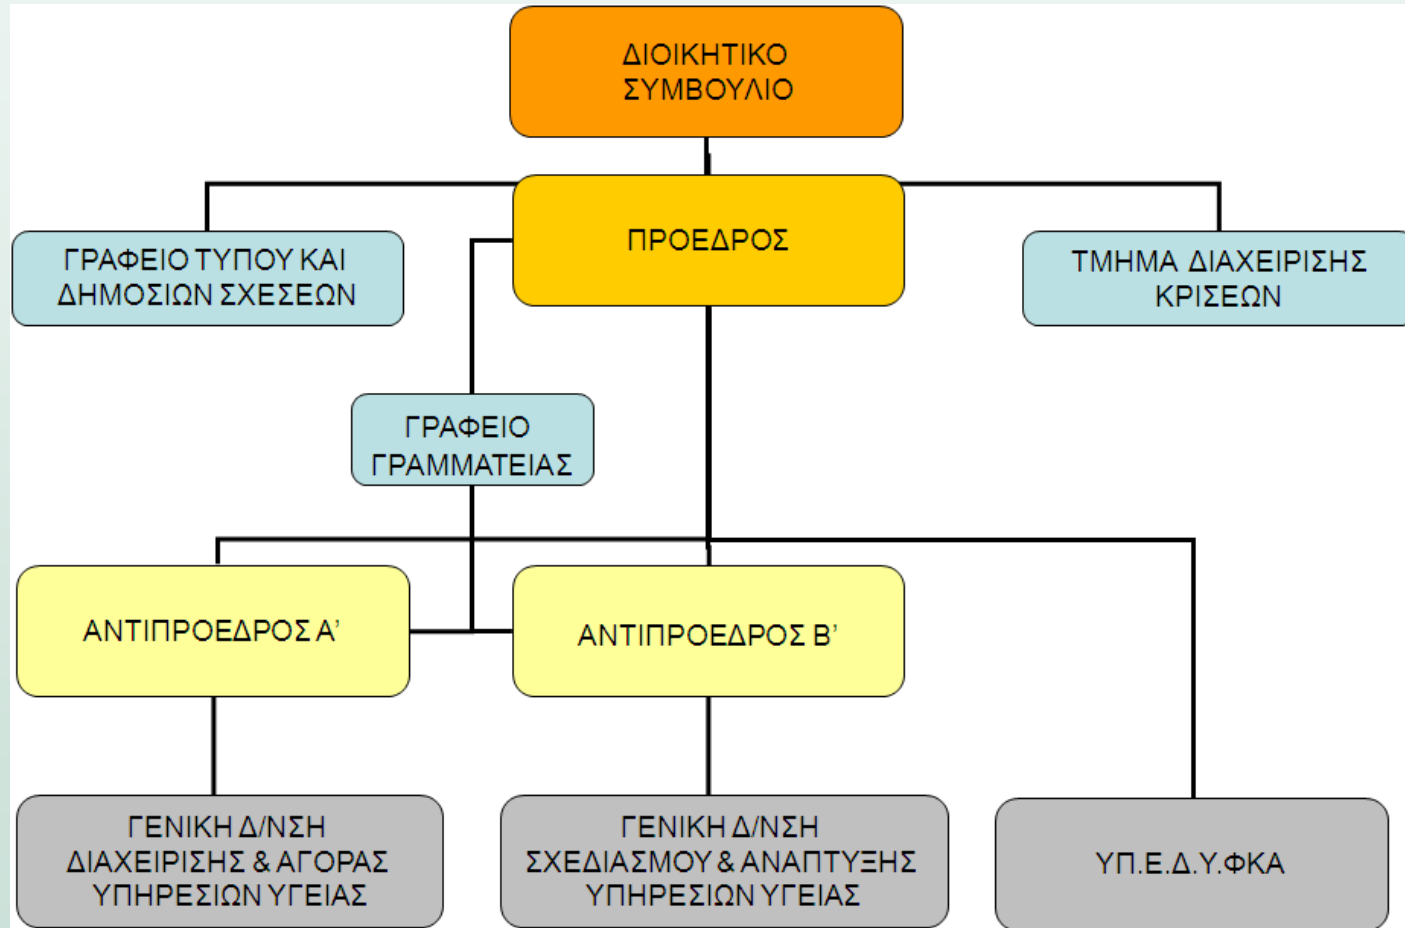 ΔΙΟΙΚΗΤΙΚΟ
ΣΥΜΒΟΥΛΙΟ
ΠΡΟΕΔΡΟΣ
ΓΡΑΦΕΙΟ ΤΥΠΟΥ ΚΑΙ
ΔΗΜΟΣΙΩΝ ΣΧΕΣΕΩΝ
ΤΜΗΜΑ ΔΙΑΧΕΙΡΙΣΗΣ
ΚΡΙΣΕΩΝ
ΓΡΑΦΕΙΟ
ΓΡΑΜΜΑΤΕΙΑΣ
ΑΝΤΙΠΡΟΕΔΡΟΣ Α’
ΑΝΤΙΠΡΟΕΔΡΟΣ Β’
ΓΕΝΙΚΗ Δ/ΝΣΗ
ΔΙΑΧΕΙΡΙΣΗΣ & ΑΓΟΡΑΣ
ΥΠΗΡΕΣΙΩΝ ΥΓΕΙΑΣ
ΓΕΝΙΚΗ Δ/ΝΣΗ
ΣΧΕΔΙΑΣΜΟΥ & ΑΝΑΠΤΥΞΗΣ
ΥΠΗΡΕΣΙΩΝ ΥΓΕΙΑΣ
ΥΠ.Ε.Δ.Υ.ΦΚΑ